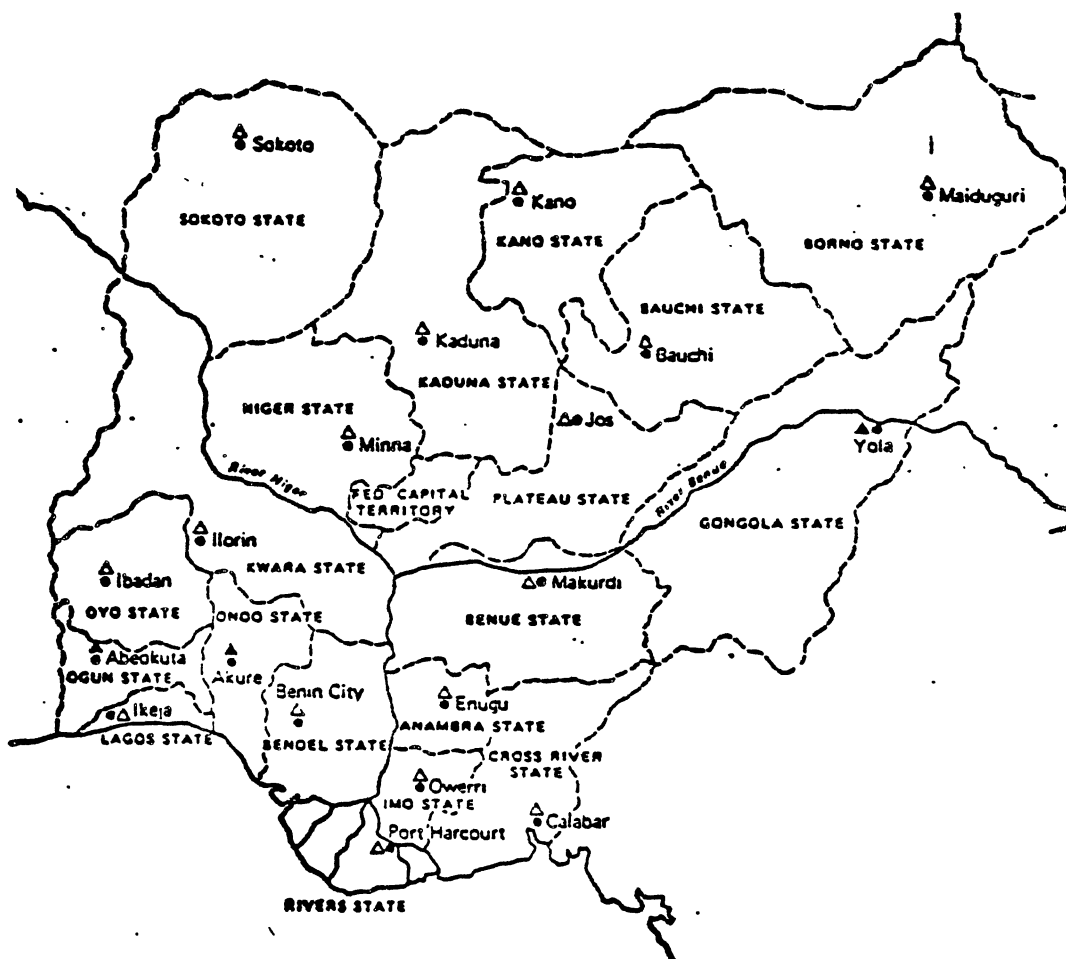 Sokoto
SOKOTO STATE
Kano
KANO STATE
Maiduguri
BORNO STATE
BAUCHI STATE
Bauchi
Kaduna
KADUNA STATE
NIGER STATE
Minna
Jos
Yola
River Niger
FED CAPITAL
TERRITORY
PLATEAU STATE
River Benue
GONGOLA STATE
Ilorin
KWARA STATE
Ibadan
OYO STATE
ONDO STATE
Makurdi
BENUE STATE
Abeokuta
OGUN STATE
Akure
Benin City
Enugu
ANAMBRA STATE
Ikeja
LAGOS STATE
BENDEL STATE
CROSS RIVER
STATE
Owerri
IMO STATE
Calabar
Port Harcourt
RIVERS STATE